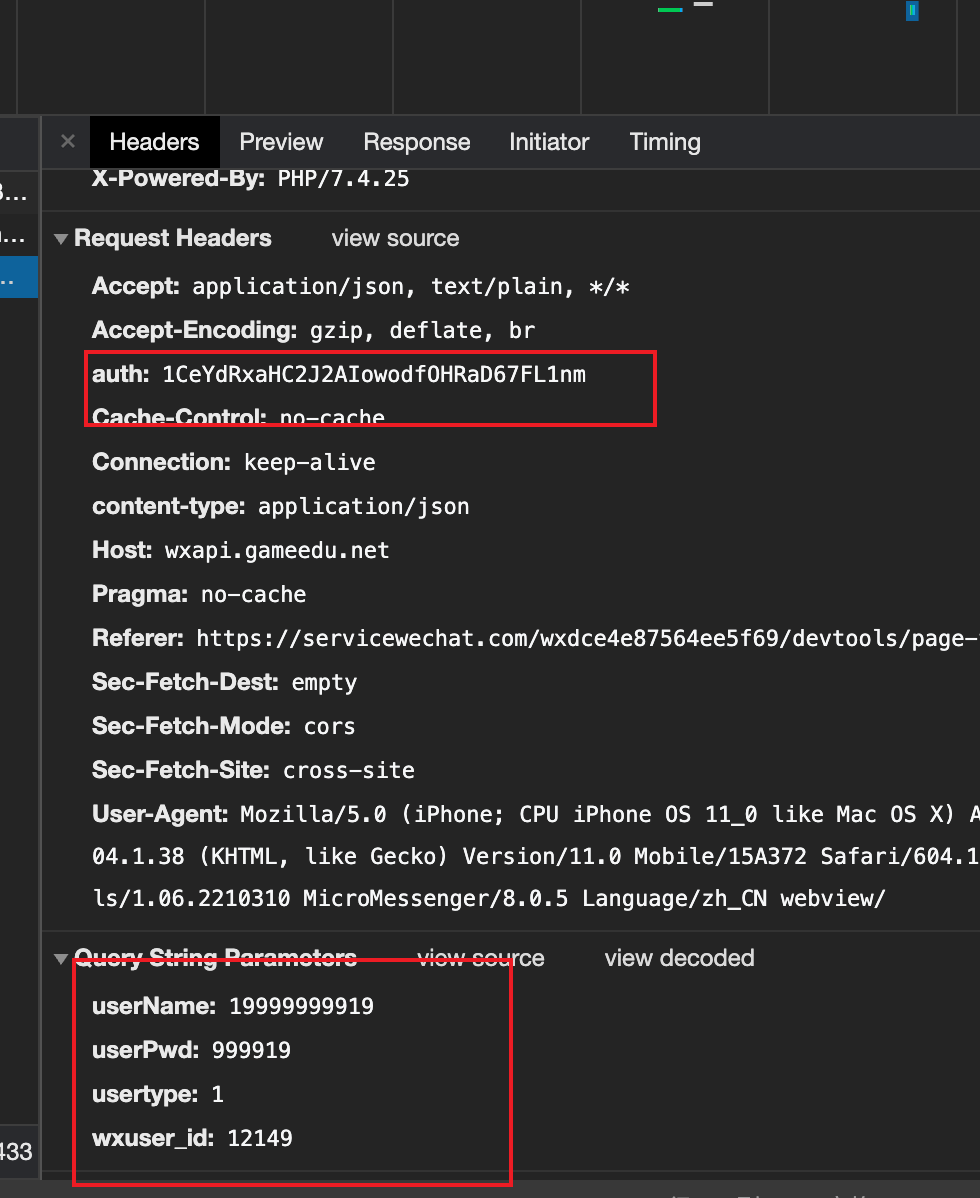 × Headers Preview Response Initiator Timing
X-Powered-By: PHP/7.4.25
Request Headers view source
Accept: application/json, text/plain, */*
Accept-Encoding: gzip, deflate, br
auth: 1CeYdRxaHC2J2AIowodfOHRaD67FL1nm
Cache-Control: no-cache
Connection: keep-alive
content-type: application/json
Host: wxapi.gameedu.net
Pragma: no-cache
Referer: https://servicewechat.com/wxdce4e87564ee5f69/devtools/page-
Sec-Fetch-Dest: empty
Sec-Fetch-Mode: cors
Sec-Fetch-Site: cross-site
User-Agent: Mozilla/5.0 (iPhone; CPU iPhone OS 11_0 like Mac OS X) A
04.1.38 (KHTML, like Gecko) Version/11.0 Mobile/15A372 Safari/604.1
ls/1.06.2210310 MicroMessenger/8.0.5 Language/zh_CN webview/
Query String Parameters view source view decoded
userName: 19999999919
userPwd: 999919
usertype: 1
wxuser_id: 12149
433